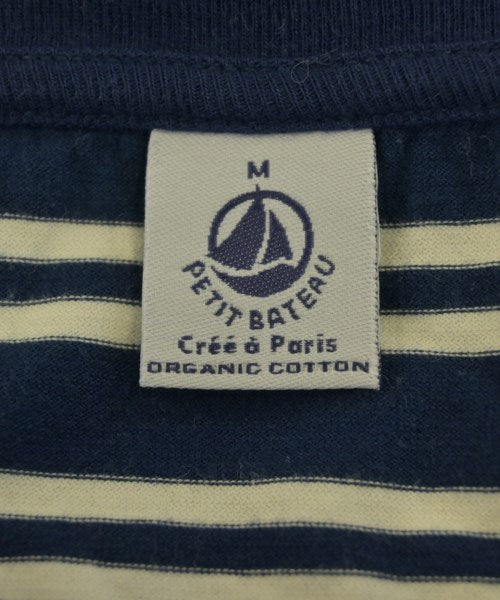 M
PETIT BATEAU
Créé à Paris
ORGANIC COTTON